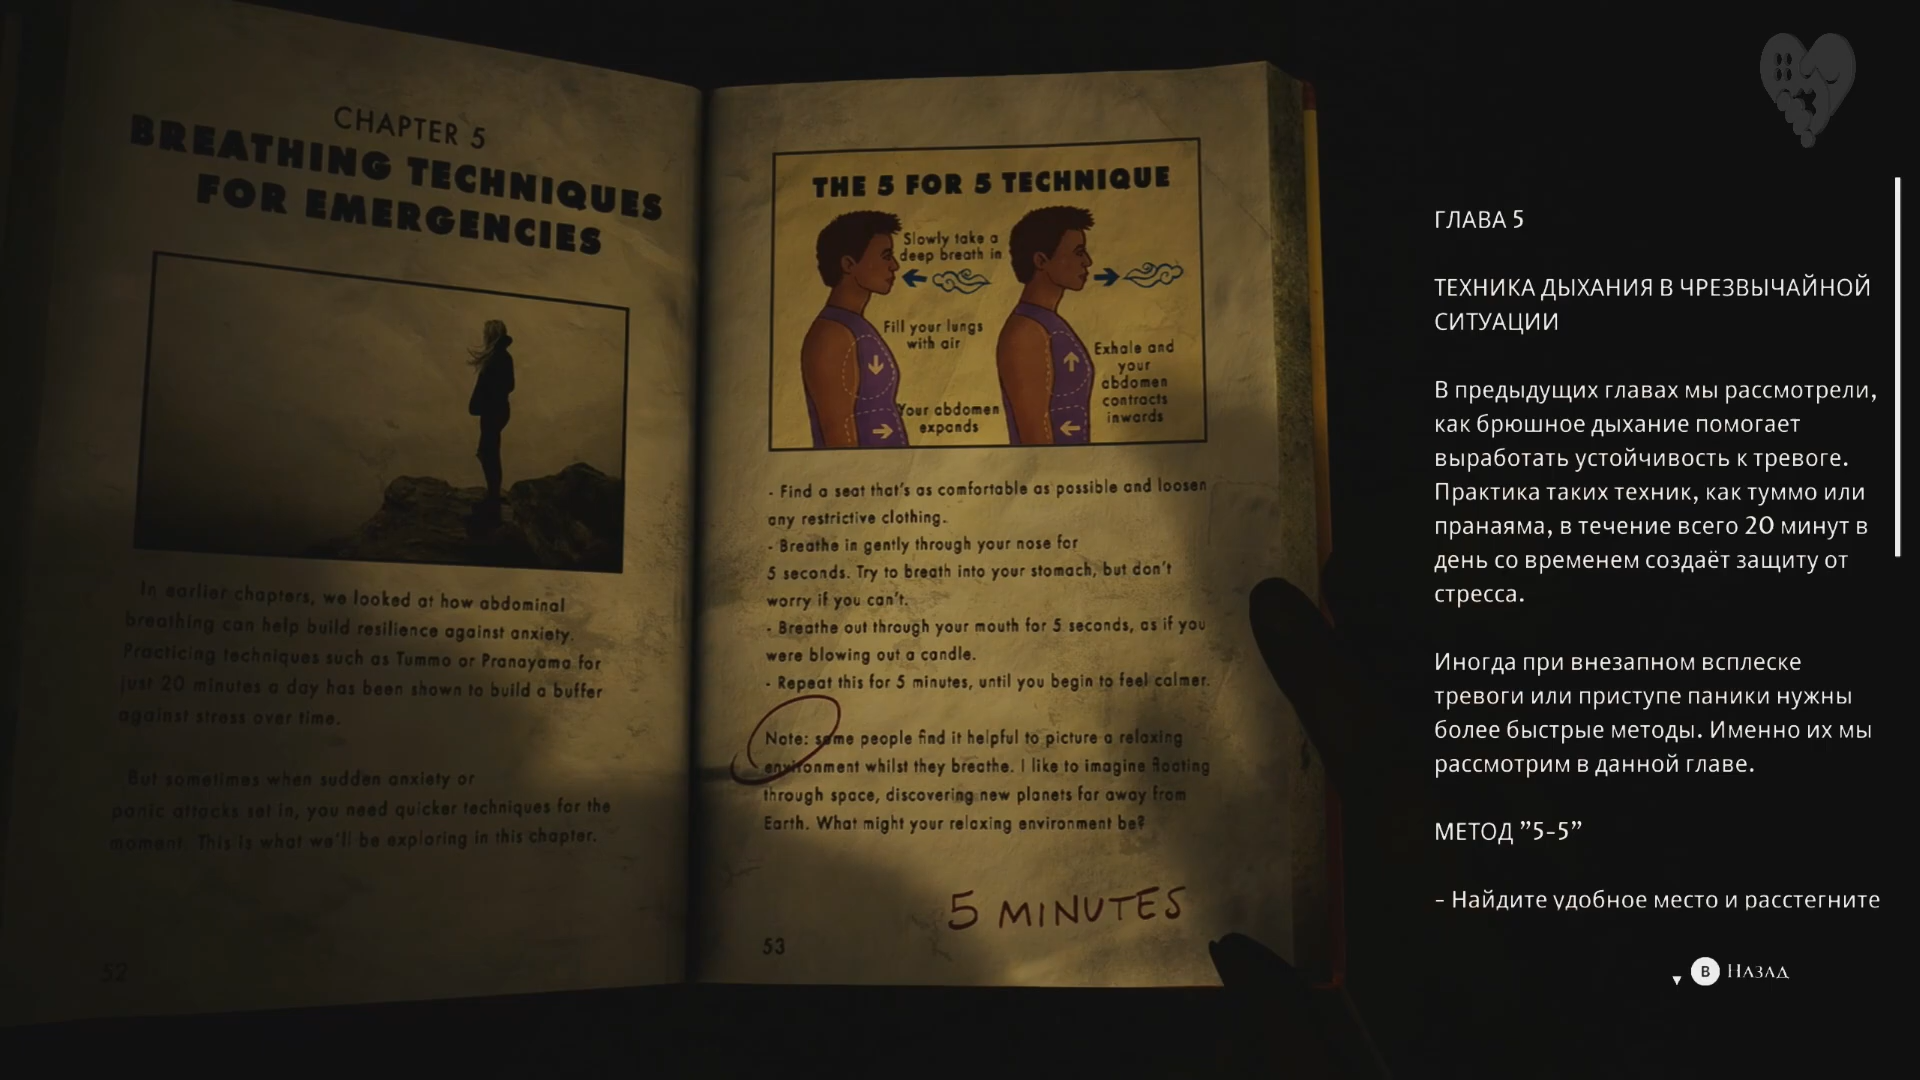 CHAPTER 5
BREATHING TECHNIQUES
FOR EMERGENCIES
In earlier chapters, we looked at how abdominal
breathing can help build resilience against anxiety.
Practicing techniques such as Tummo or Pranayama for
just 20 minutes a day has been shown to build a buffer
against stress over time.
But sometimes when sudden anxiety or
panic attacks set in, you need quicker techniques for the
moment. This is what we'll be exploring in this chapter.
52
THE 5 FOR 5 TECHNIQUE
Slowly take a
deep breath in
Fill your lungs
with air
Your abdomen
expands
Exhale and
your
abdomen
contracts
inwards
- Find a seat that's as comfortable as possible and loosen
any restrictive clothing.
- Breathe in gently through your nose for
5 seconds. Try to breath into your stomach, but don't
worry if you can't.
- Breathe out through your mouth for 5 seconds, as if you
were blowing out a candle.
- Repeat this for 5 minutes, until you begin to feel calmer.
Note: some people find it helpful to picture a relaxing
environment whilst they breathe. I like to imagine floating
through space, discovering new planets far away from
Earth. What might your relaxing environment be?
5 MINUTES
53
ГЛАВА 5
ТЕХНИКА ДЫХАНИЯ В ЧРЕЗВЫЧАЙНОЙ
СИТУАЦИИ
В предыдущих главах мы рассмотрели,
как брюшное дыхание помогает
выработать устойчивость к тревоге.
Практика таких техник, как туммо или
пранаяма, в течение всего 20 минут в
день со временем создаёт защиту от
стресса.
Иногда при внезапном всплеске
тревоги или приступе паники нужны
более быстрые методы. Именно их мы
рассмотрим в данной главе.
МЕТОД ”5-5”
- Найдите удобное место и расстегните
B Назад